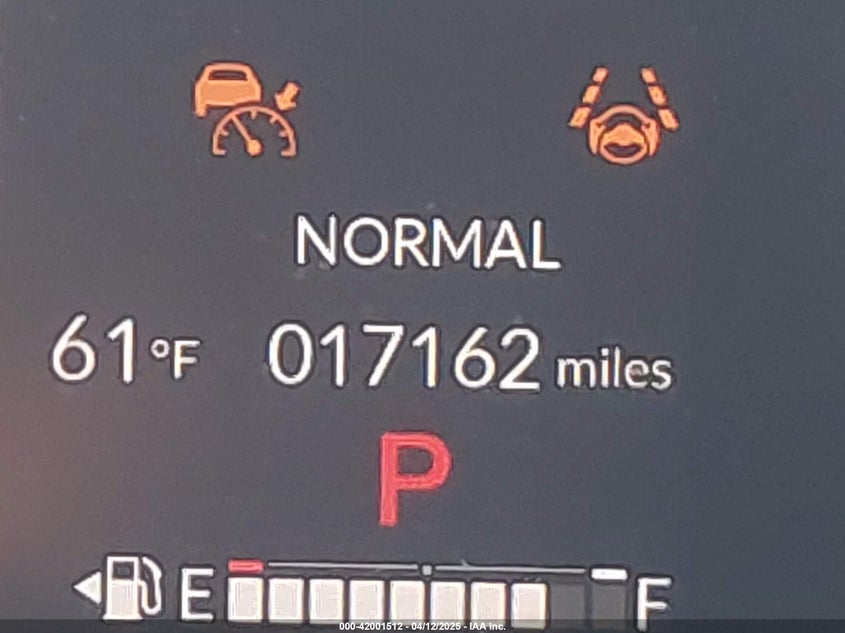 NORMAL
61°F 017162 miles
P
E F
000-42001512 - 04/12/2025 - IAA Inc.